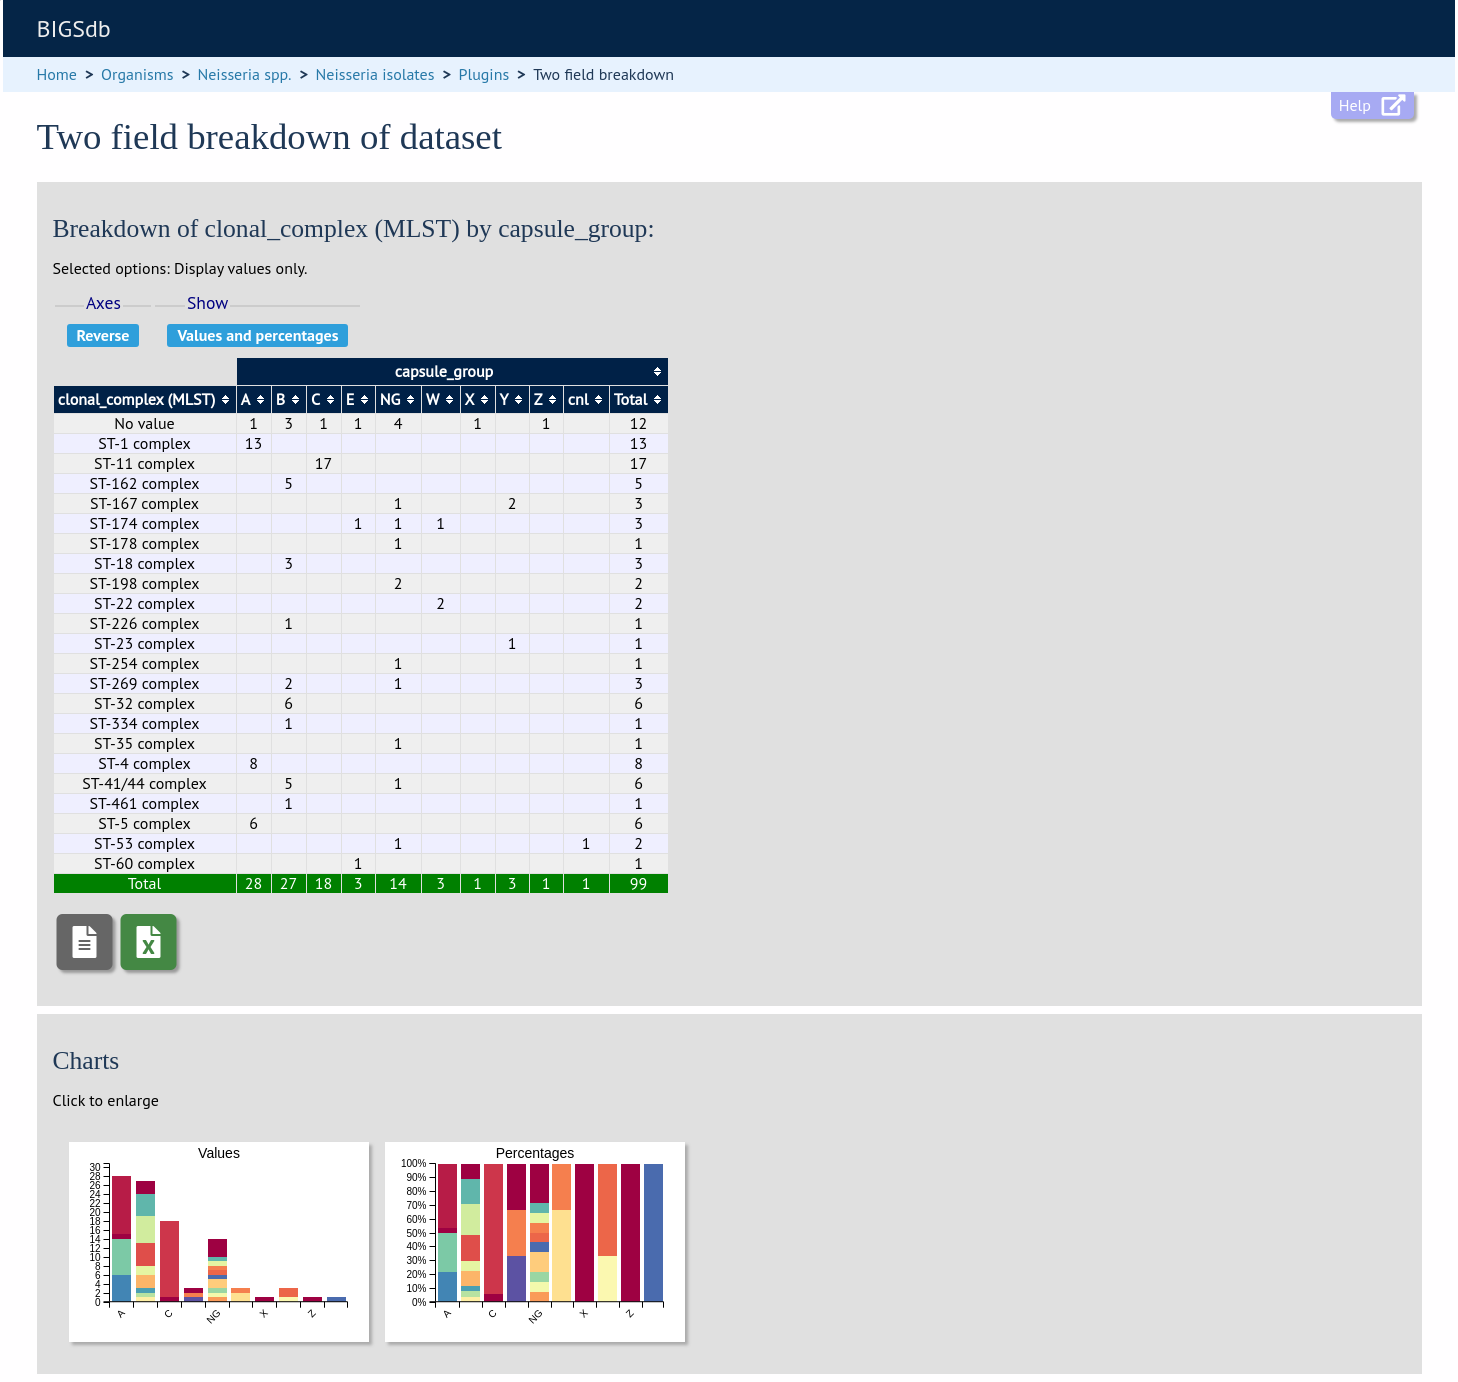 BIGSdb
Home > Organisms > Neisseria spp. > Neisseria isolates > Plugins > Two field breakdown
Help
Two field breakdown of dataset
Breakdown of clonal_complex (MLST) by capsule_group:
Selected options: Display values only.
Axes Show
Reverse Values and percentages
capsule_group
clonal_complex (MLST) A B C E NG W X Y Z cnl Total
No value 1 3 1 1 4 1 1 12
ST-1 complex 13 13
ST-11 complex 17 17
ST-162 complex 5 5
ST-167 complex 1 2 3
ST-174 complex 1 1 1 3
ST-178 complex 1 1
ST-18 complex 3 3
ST-198 complex 2 2
ST-22 complex 2 2
ST-226 complex 1 1
ST-23 complex 1 1
ST-254 complex 1 1
ST-269 complex 2 1 3
ST-32 complex 6 6
ST-334 complex 1 1
ST-35 complex 1 1
ST-4 complex 8 8
ST-41/44 complex 5 1 6
ST-461 complex 1 1
ST-5 complex 6 6
ST-53 complex 1 1 2
ST-60 complex 1 1
Total 28 27 18 3 14 3 1 3 1 1 99
Charts
Click to enlarge
Values
30
28
26
24
22
20
18
16
14
12
10
8
6
4
2
0
A C NG X Z
Percentages
100%
90%
80%
70%
60%
50%
40%
30%
20%
10%
0%
A C NG X Z